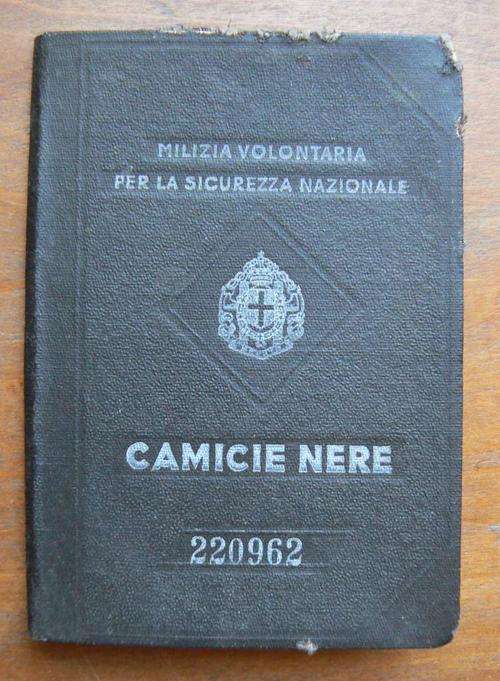 MILIZIA VOLONTARIA
PER LA SICUREZZA NAZIONALE
CAMICIE NERE
220962